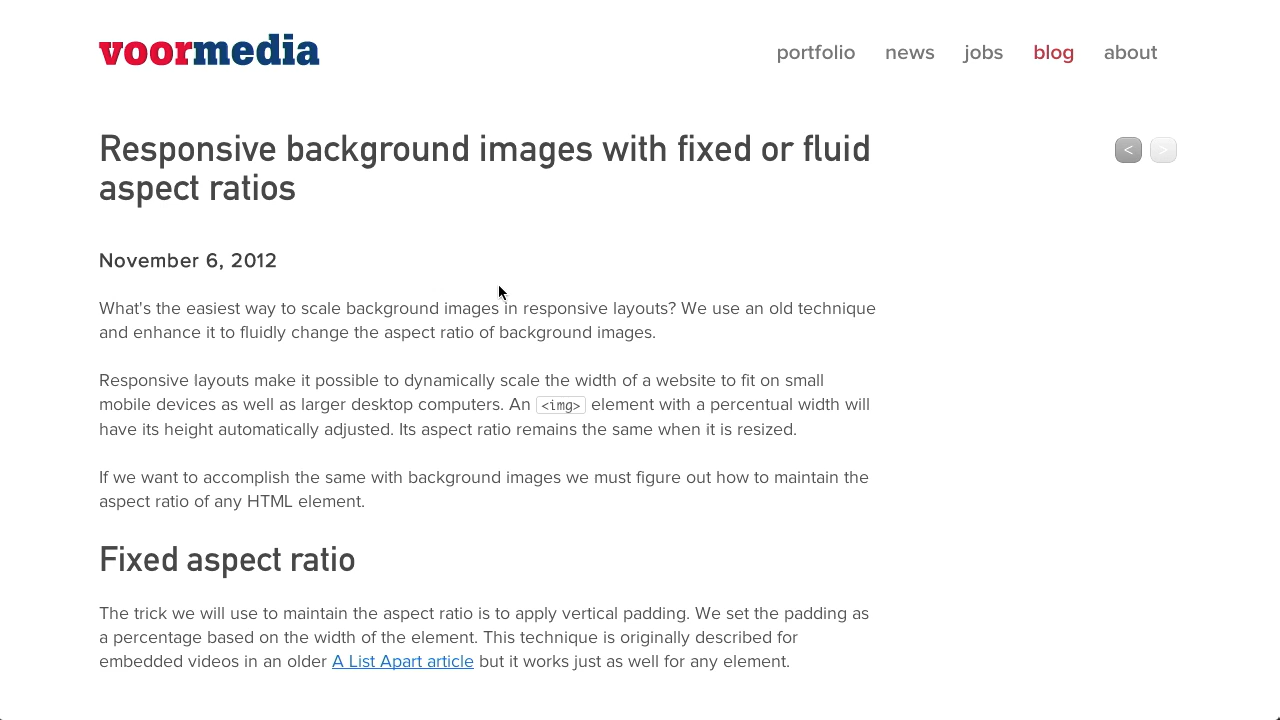 voormedia
portfolio news jobs blog about
Responsive background images with fixed or fluid
aspect ratios
< >
November 6, 2012
What's the easiest way to scale background images in responsive layouts? We use an old technique
and enhance it to fluidly change the aspect ratio of background images.
Responsive layouts make it possible to dynamically scale the width of a website to fit on small
mobile devices as well as larger desktop computers. An <img> element with a percentual width will
have its height automatically adjusted. Its aspect ratio remains the same when it is resized.
If we want to accomplish the same with background images we must figure out how to maintain the
aspect ratio of any HTML element.
Fixed aspect ratio
The trick we will use to maintain the aspect ratio is to apply vertical padding. We set the padding as
a percentage based on the width of the element. This technique is originally described for
embedded videos in an older A List Apart article but it works just as well for any element.